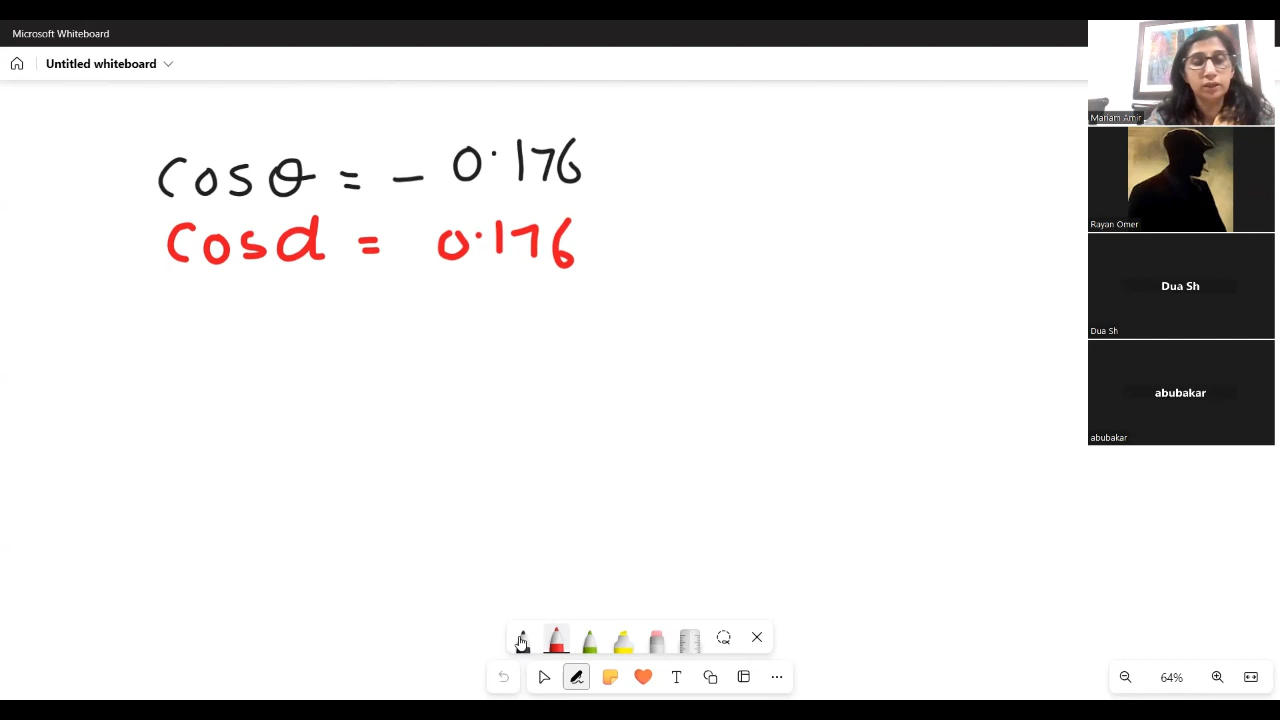 Microsoft Whiteboard
Untitled whiteboard
cosθ = - 0.176
cosα = 0.176
Mariam Amir
Rayan Omer
Dua Sh
Dua Sh
abubakar
abubakar
64%